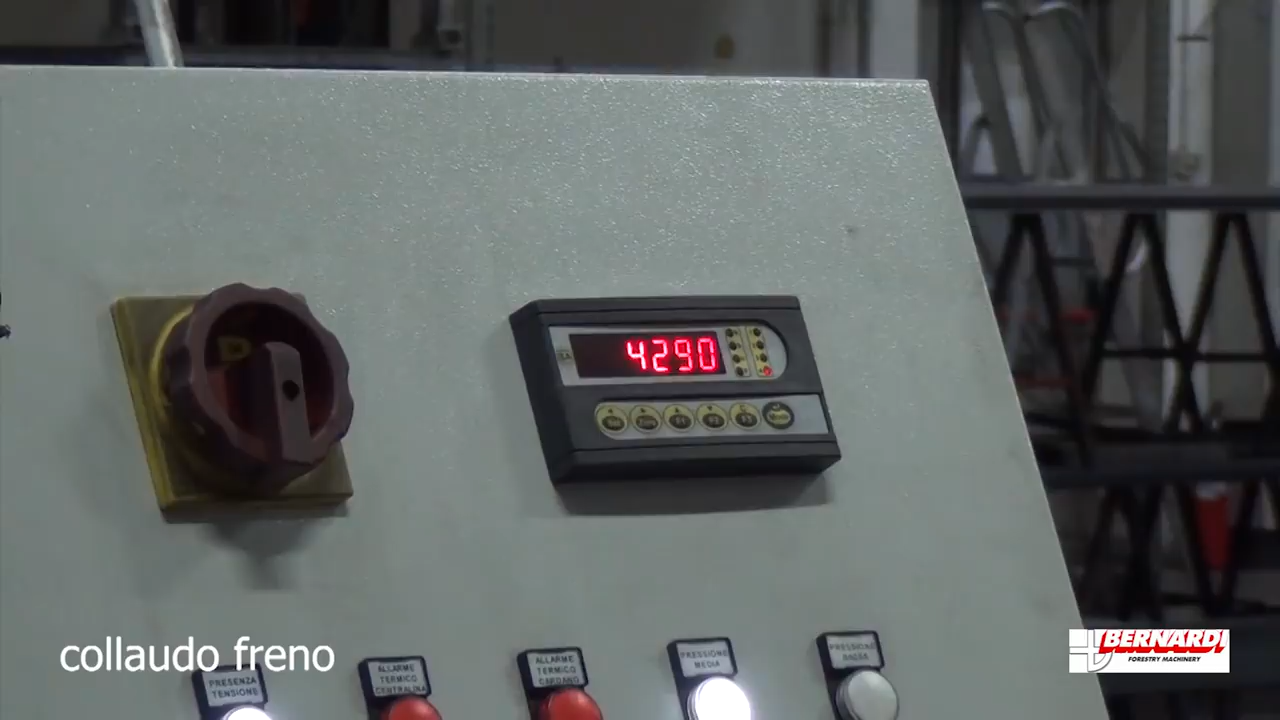 4290
collaudo freno
PRESENZA
TENSIONE
ALLARME
TERMICO
CENTRALINA
ALLARME
TERMICO
CARDANO
PRESSIONE
MEDIA
PRESSIONE
BASSA
BERNARDI
FORESTRY MACHINERY